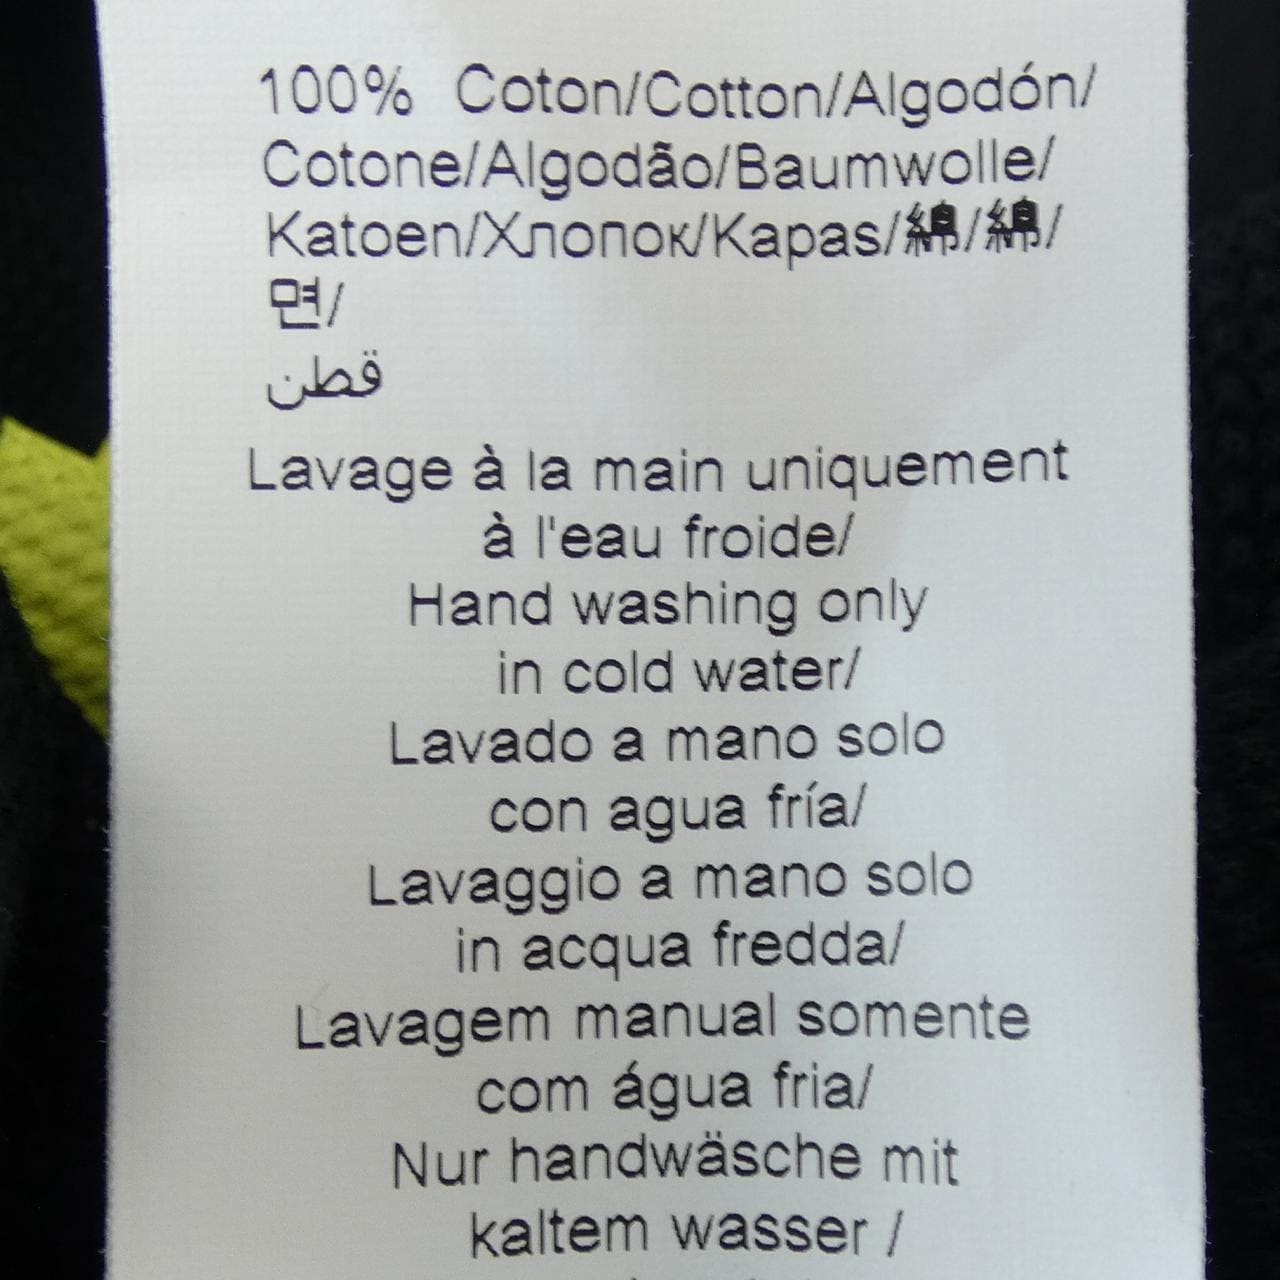 100% Coton/Cotton/Algodón/
Cotone/Algodão/Baumwolle/
Katoen/Хлопок/Kapas/綿/綿/
면/
قطن
Lavage à la main uniquement
à l'eau froide/
Hand washing only
in cold water/
Lavado a mano solo
con agua fría/
Lavaggio a mano solo
in acqua fredda/
Lavagem manual somente
com água fria/
Nur handwäsche mit
kaltem wasser /